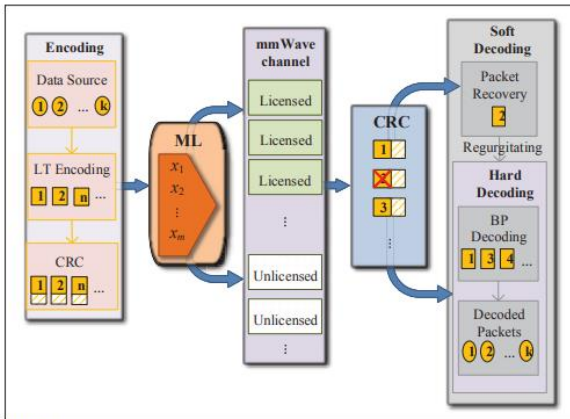 Encoding
Data Source
1 2 ... k
LT Encoding
1 2 n ...
CRC
1 2 n ...
ML
x1
x2
⋮
xm
mmWave
channel
Licensed
Licensed
Licensed
⋮
Unlicensed
Unlicensed
⋮
CRC
1
2
3
Soft
Decoding
Packet
Recovery
2
Regurgitating
Hard
Decoding
BP
Decoding
1 3 4 ...
Decoded
Packets
1 2 ... k